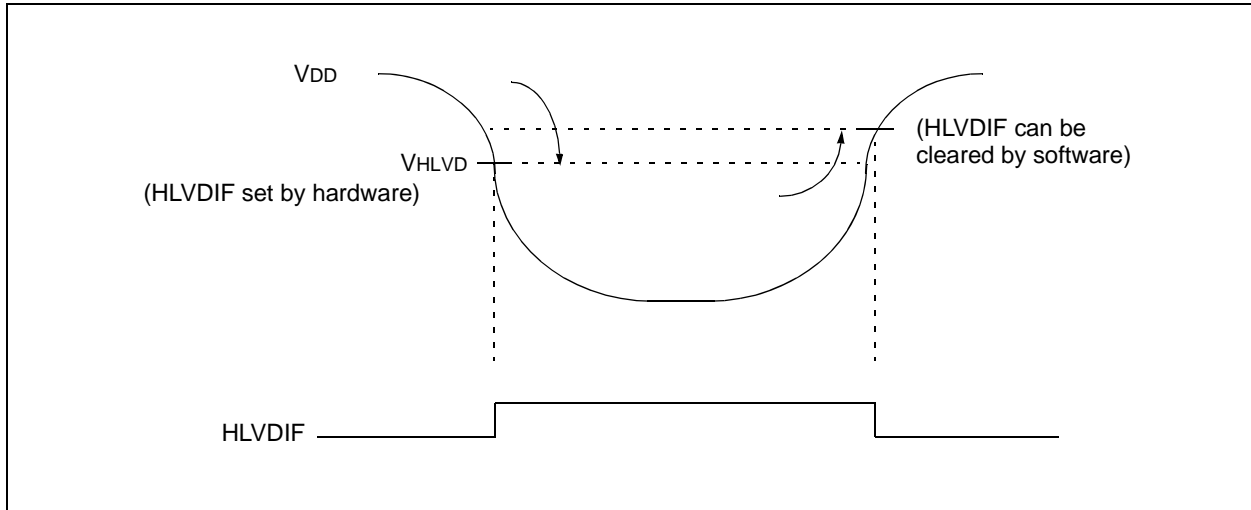 VDD
(HLVDIF can be
cleared by software)
VHLVD
(HLVDIF set by hardware)
HLVDIF